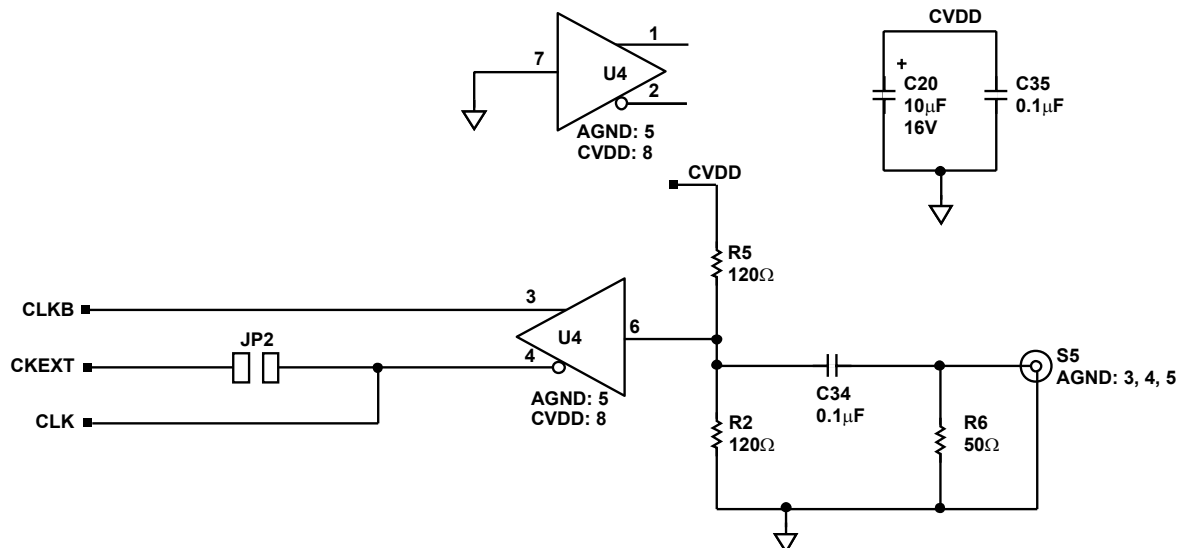 CVDD
1
7
U4
2
AGND: 5
CVDD: 8
+
C20
10μF
16V
C35
0.1μF
CVDD
R5
120Ω
CLKB
3
U4
6
JP2
CKEXT
4
AGND: 5
CVDD: 8
CLK
C34
0.1μF
S5
AGND: 3, 4, 5
R2
120Ω
R6
50Ω